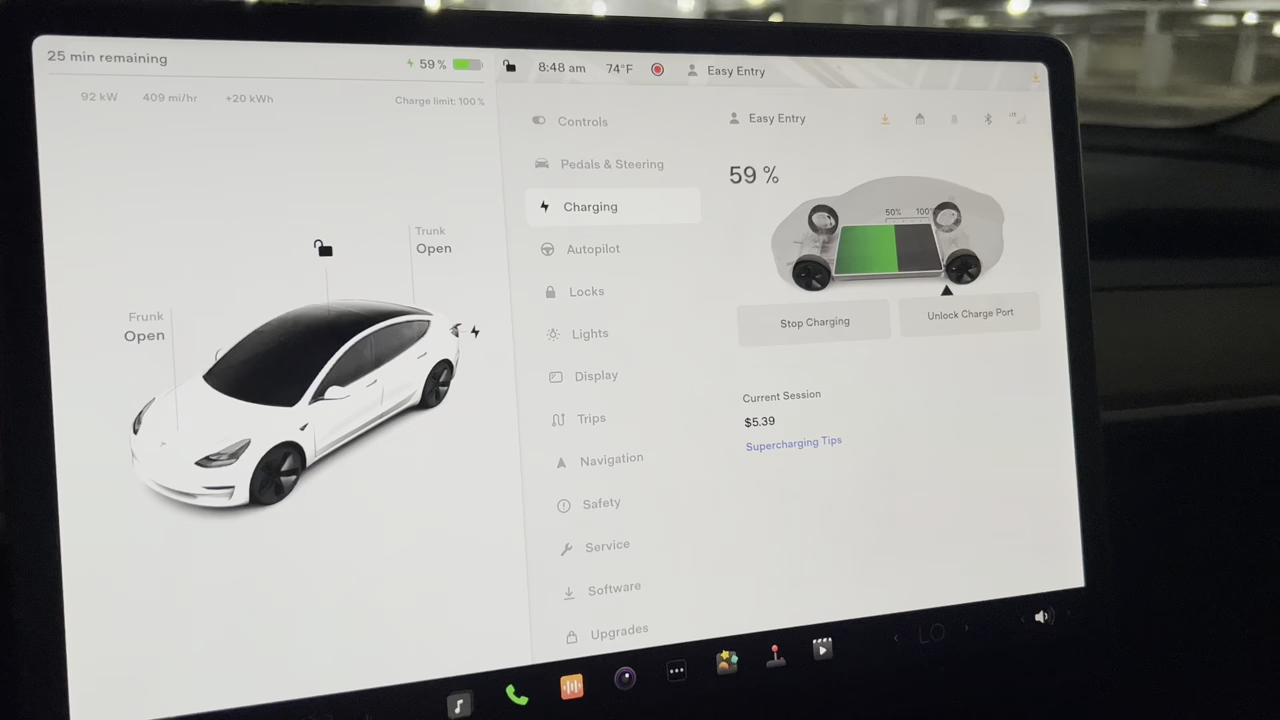 25 min remaining
59 %
92 kW 409 mi/hr +20 kWh
Charge limit: 100 %
Trunk
Open
Frunk
Open
8:48 am 74°F Easy Entry
Controls
Pedals & Steering
Charging
Autopilot
Locks
Lights
Display
Trips
Navigation
Safety
Service
Software
Upgrades
Easy Entry
LTE
59 %
50% 100%
Stop Charging
Unlock Charge Port
Current Session
$5.39
Supercharging Tips
LO